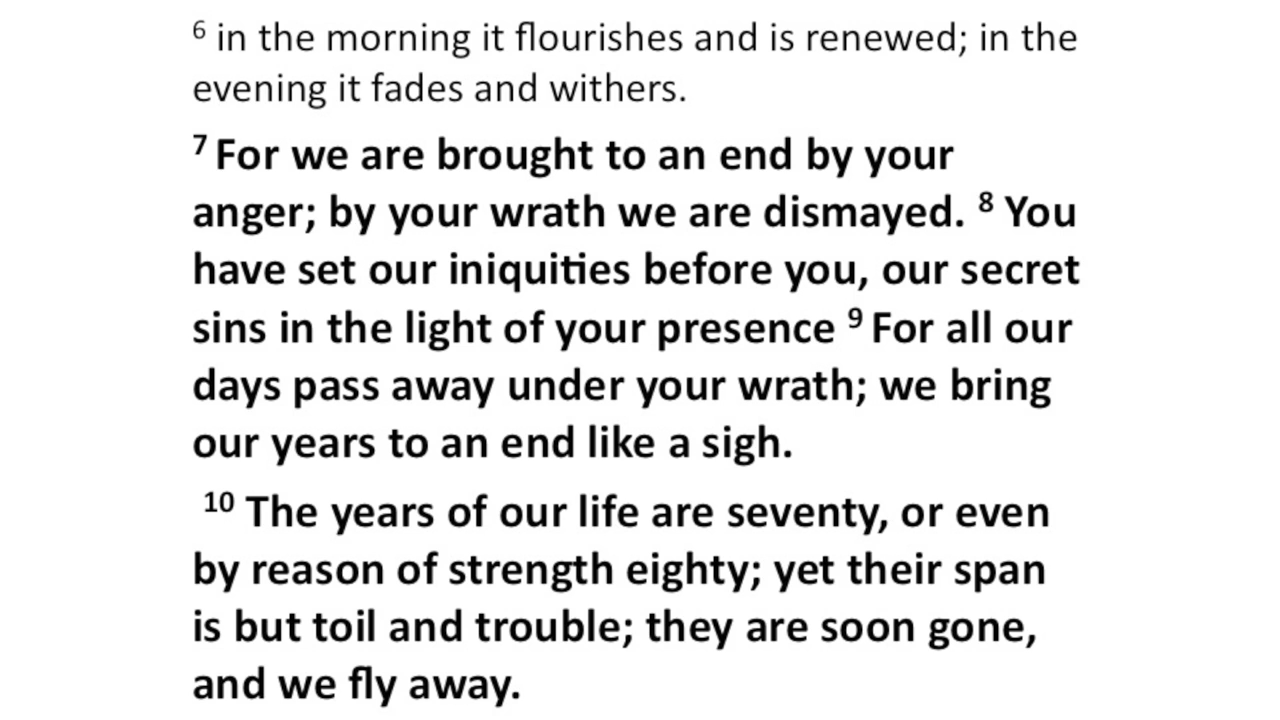 ⁶ in the morning it flourishes and is renewed; in the
evening it fades and withers.
⁷ For we are brought to an end by your
anger; by your wrath we are dismayed. ⁸ You
have set our iniquities before you, our secret
sins in the light of your presence ⁹ For all our
days pass away under your wrath; we bring
our years to an end like a sigh.
¹⁰ The years of our life are seventy, or even
by reason of strength eighty; yet their span
is but toil and trouble; they are soon gone,
and we fly away.